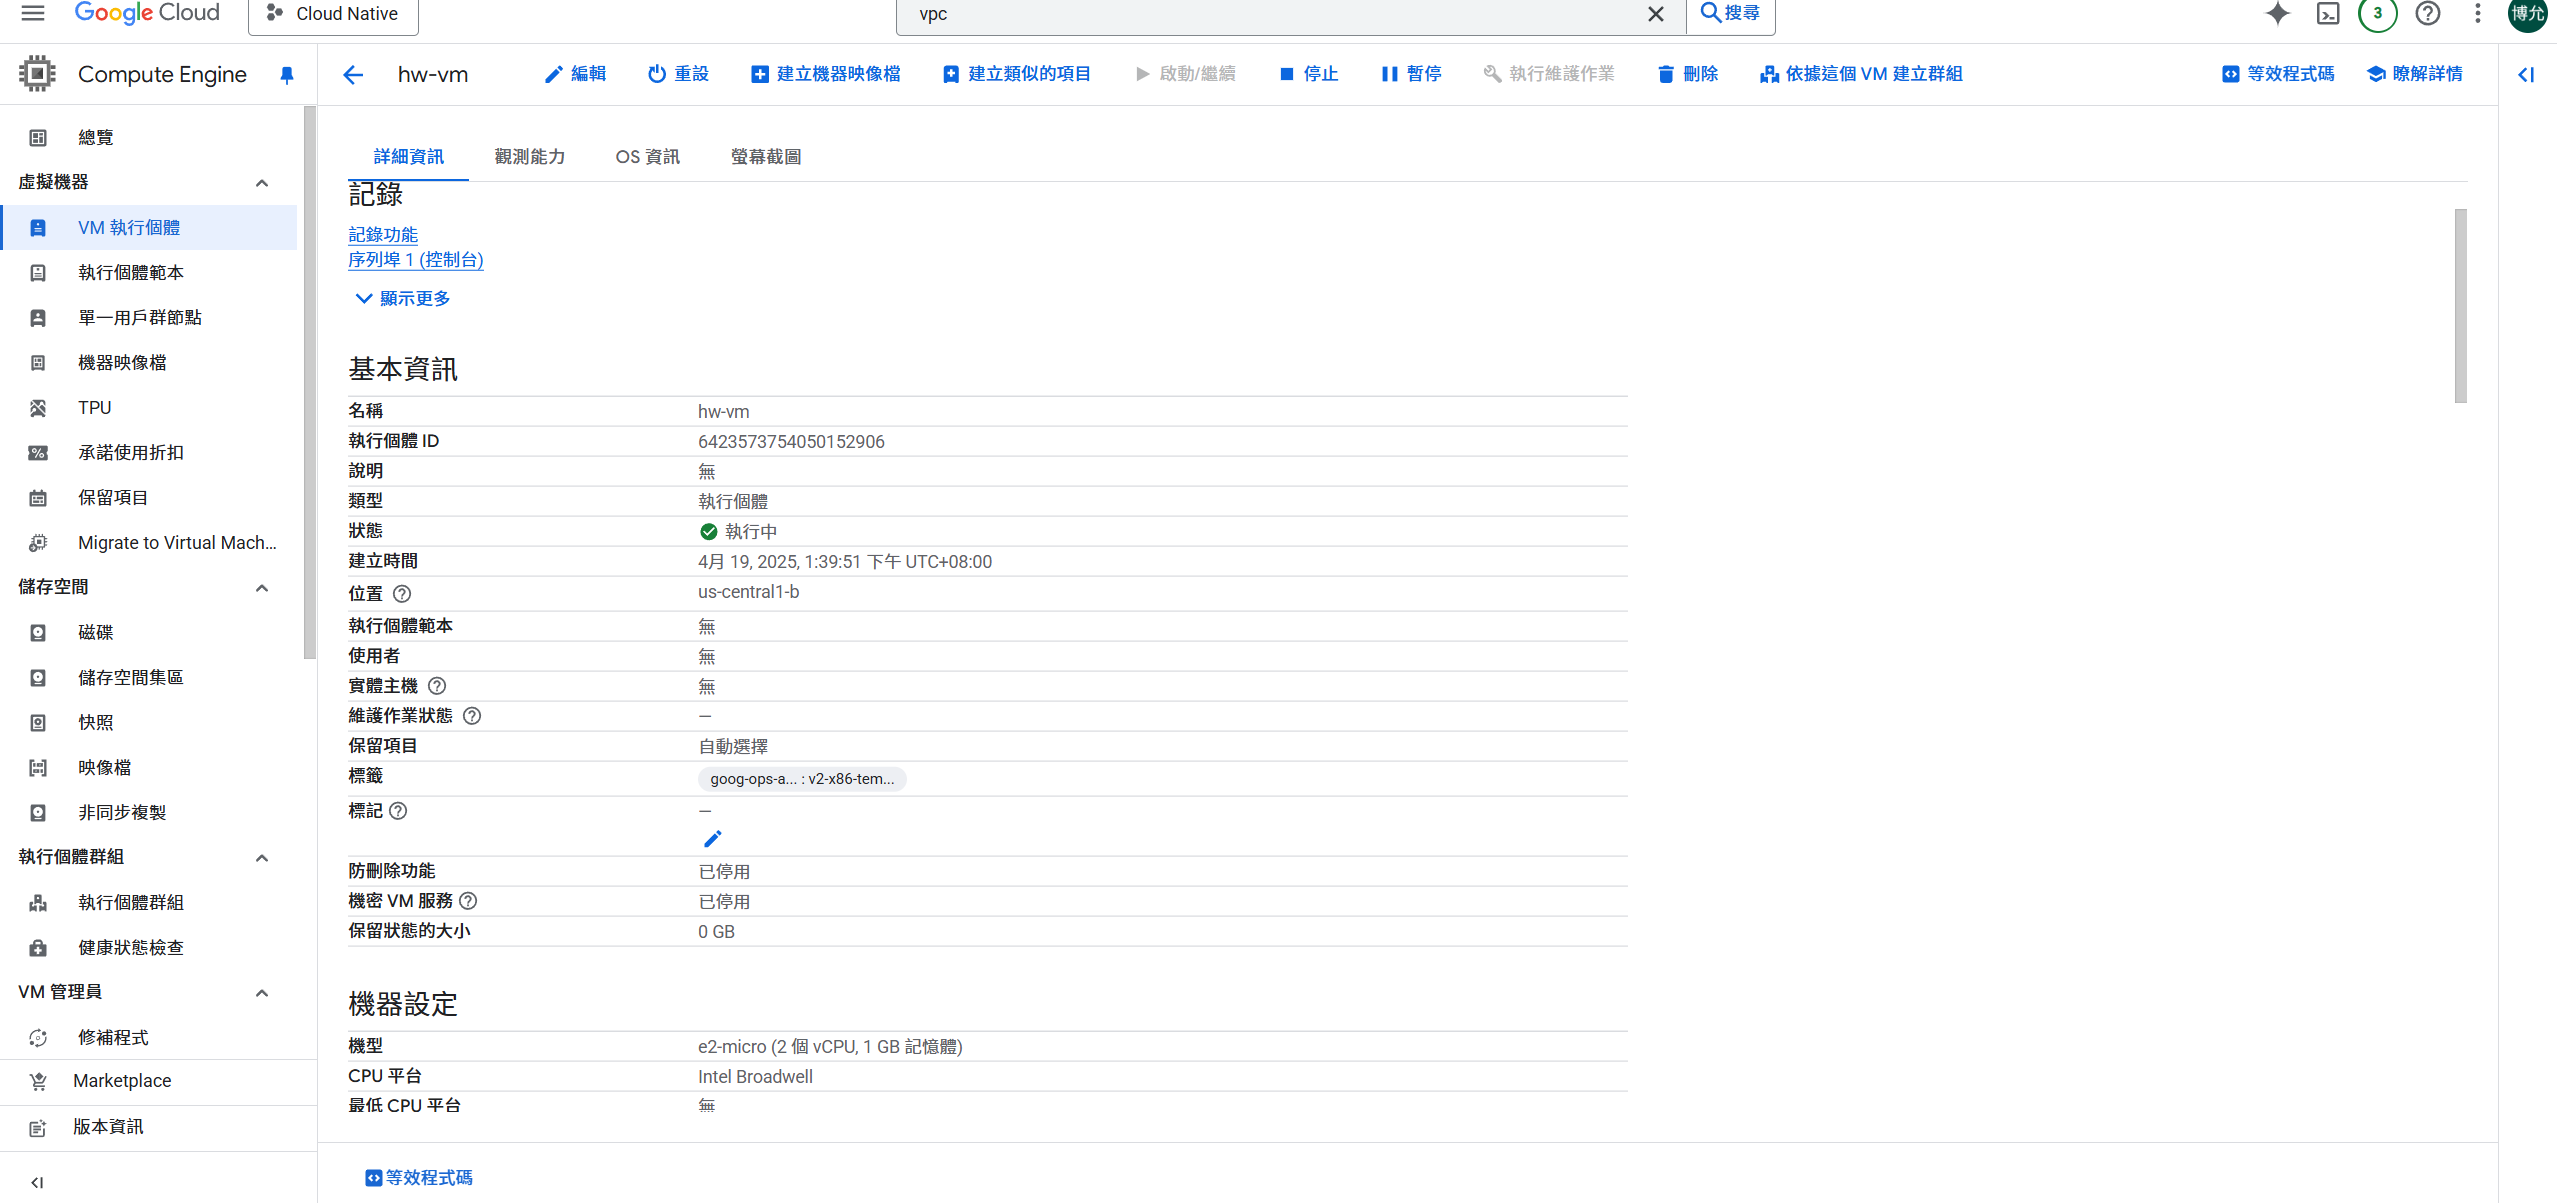 Google Cloud
Cloud Native
vpc
搜尋
3
博允
Compute Engine
hw-vm
編輯
重設
建立機器映像檔
建立類似的項目
啟動/繼續
停止
暫停
執行維護作業
刪除
依據這個 VM 建立群組
等效程式碼
瞭解詳情
總覽
虛擬機器
VM 執行個體
執行個體範本
單一用戶群節點
機器映像檔
TPU
承諾使用折扣
保留項目
Migrate to Virtual Mach...
儲存空間
磁碟
儲存空間集區
快照
映像檔
非同步複製
執行個體群組
執行個體群組
健康狀態檢查
VM 管理員
修補程式
Marketplace
版本資訊
詳細資訊
觀測能力
OS 資訊
螢幕截圖
記錄
記錄功能
序列埠 1 (控制台)
顯示更多
基本資訊
名稱 hw-vm
執行個體 ID 6423573754050152906
說明 無
類型 執行個體
狀態 執行中
建立時間 4月 19, 2025, 1:39:51 下午 UTC+08:00
位置 us-central1-b
執行個體範本 無
使用者 無
實體主機 無
維護作業狀態 —
保留項目 自動選擇
標籤 goog-ops-a... : v2-x86-tem...
標記 —
防刪除功能 已停用
機密 VM 服務 已停用
保留狀態的大小 0 GB
機器設定
機型 e2-micro (2 個 vCPU, 1 GB 記憶體)
CPU 平台 Intel Broadwell
最低 CPU 平台 無
等效程式碼